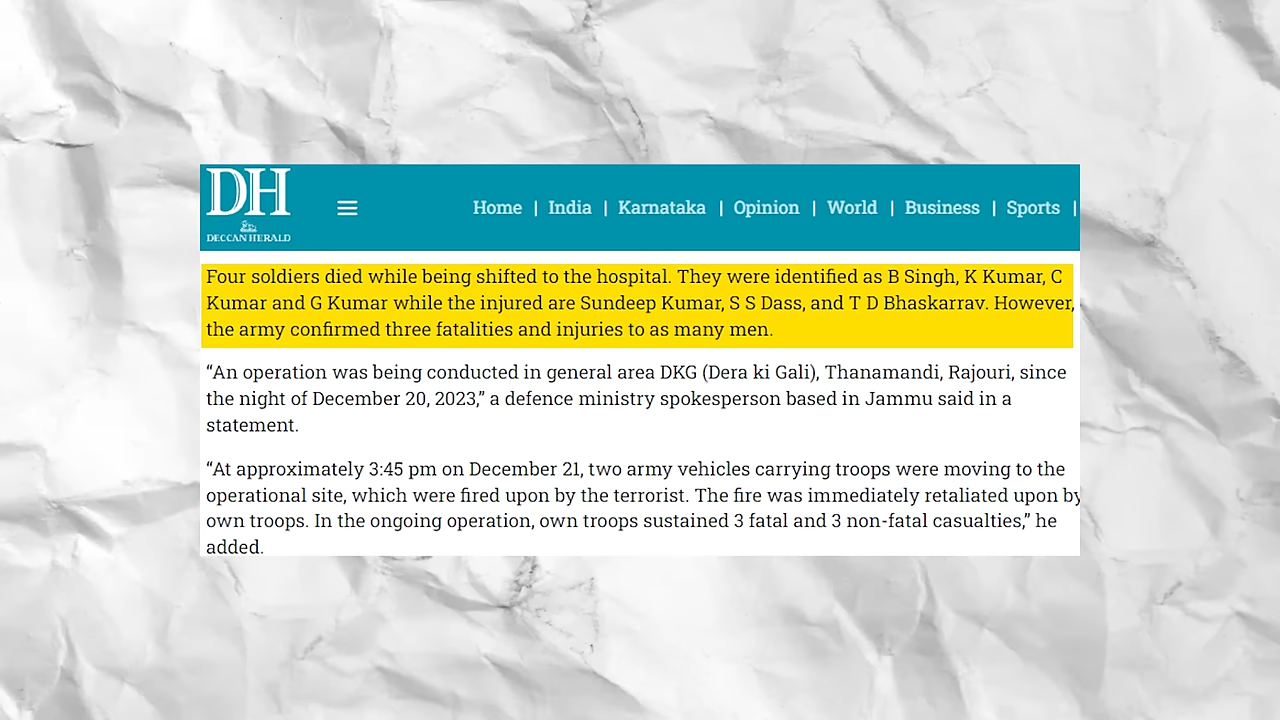 DH
DECCAN HERALD
Home | India | Karnataka | Opinion | World | Business | Sports |
Four soldiers died while being shifted to the hospital. They were identified as B Singh, K Kumar, C
Kumar and G Kumar while the injured are Sundeep Kumar, S S Dass, and T D Bhaskarrav. However,
the army confirmed three fatalities and injuries to as many men.
“An operation was being conducted in general area DKG (Dera ki Gali), Thanamandi, Rajouri, since
the night of December 20, 2023,” a defence ministry spokesperson based in Jammu said in a
statement.
“At approximately 3:45 pm on December 21, two army vehicles carrying troops were moving to the
operational site, which were fired upon by the terrorist. The fire was immediately retaliated upon by
own troops. In the ongoing operation, own troops sustained 3 fatal and 3 non-fatal casualties,” he
added.